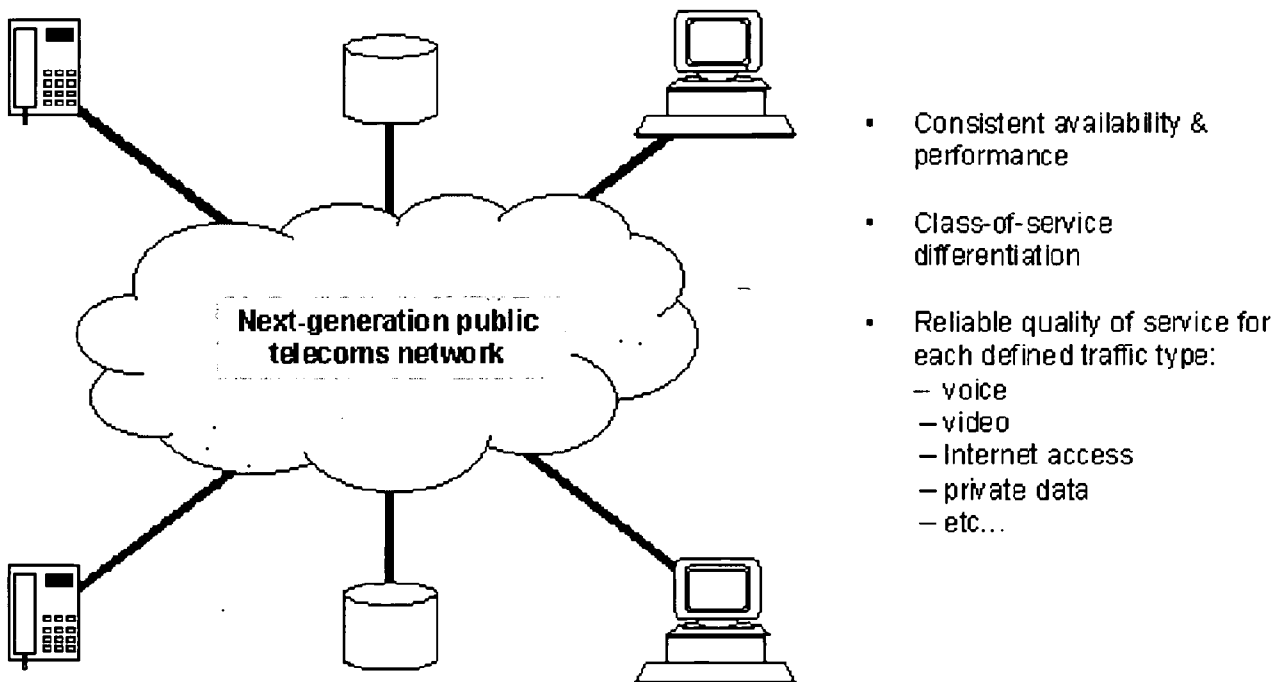 Next-generation public
telecoms network
▪ Consistent availability &
performance
▪ Class-of-service
differentiation
▪ Reliable quality of service for
each defined traffic type:
– voice
– video
– Internet access
– private data
– etc...